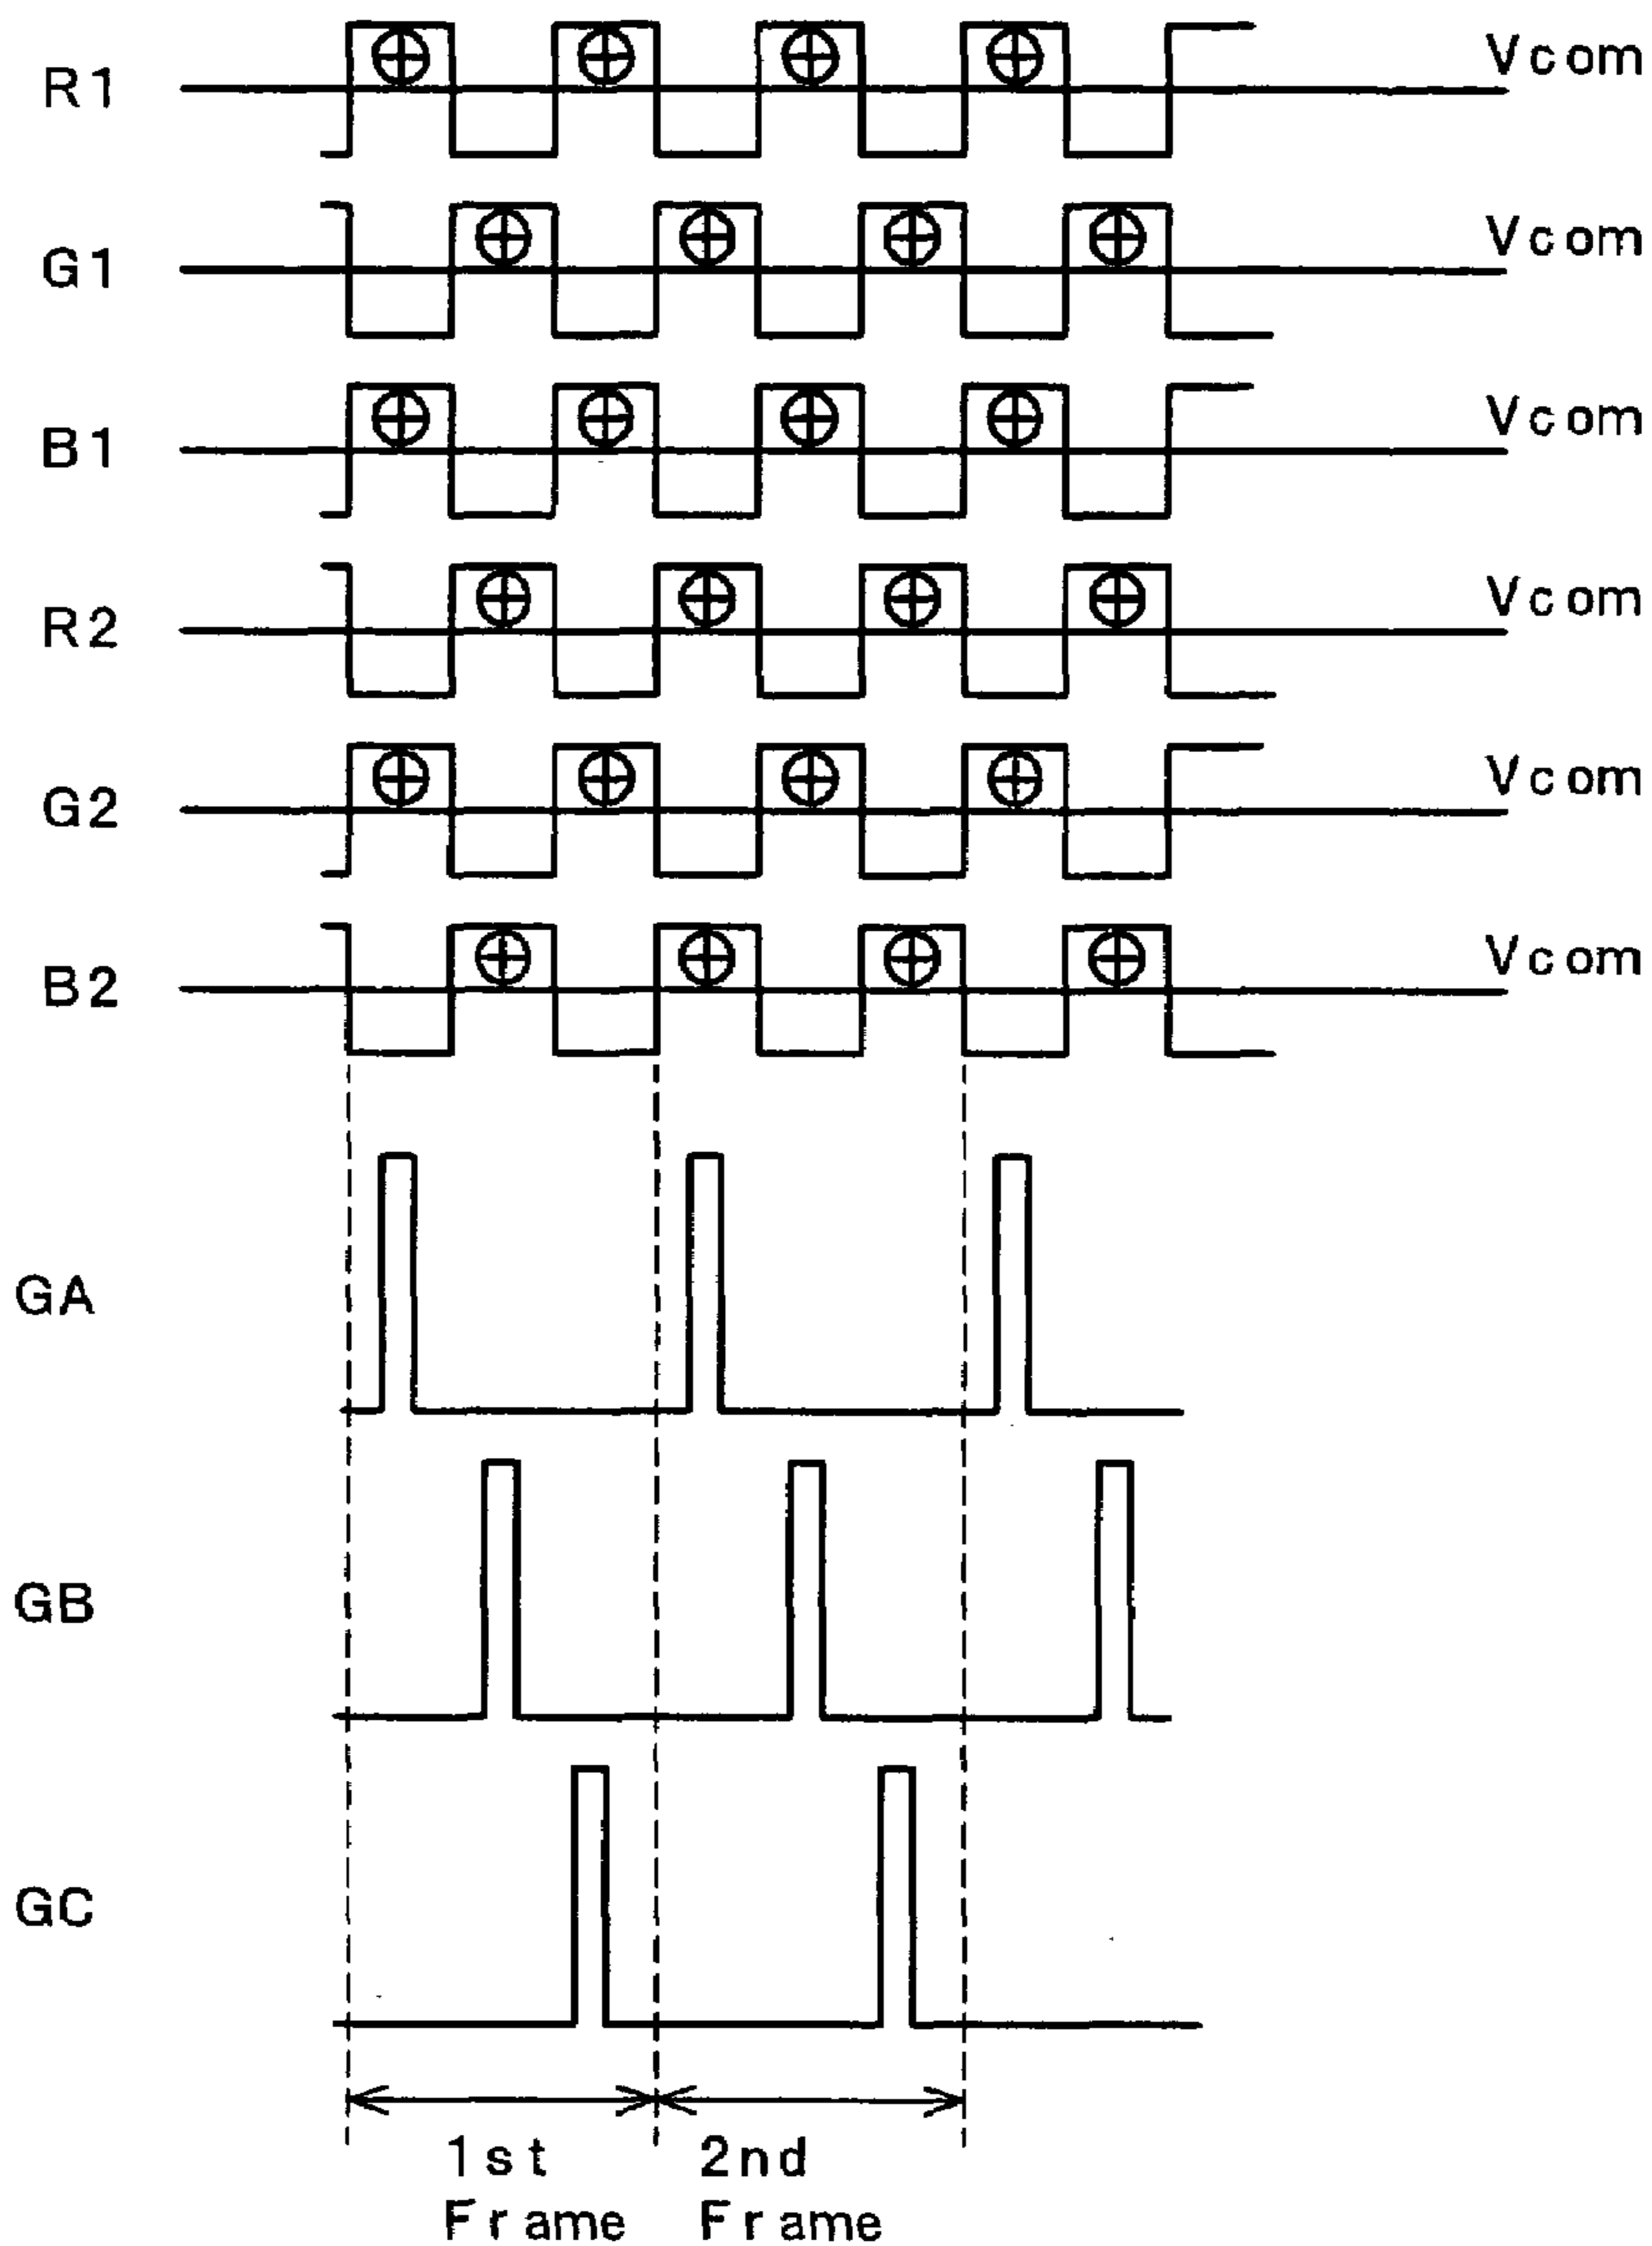 R1 Vcom
G1 Vcom
B1 Vcom
R2 Vcom
G2 Vcom
B2 Vcom
GA
GB
GC
1st Frame
2nd Frame